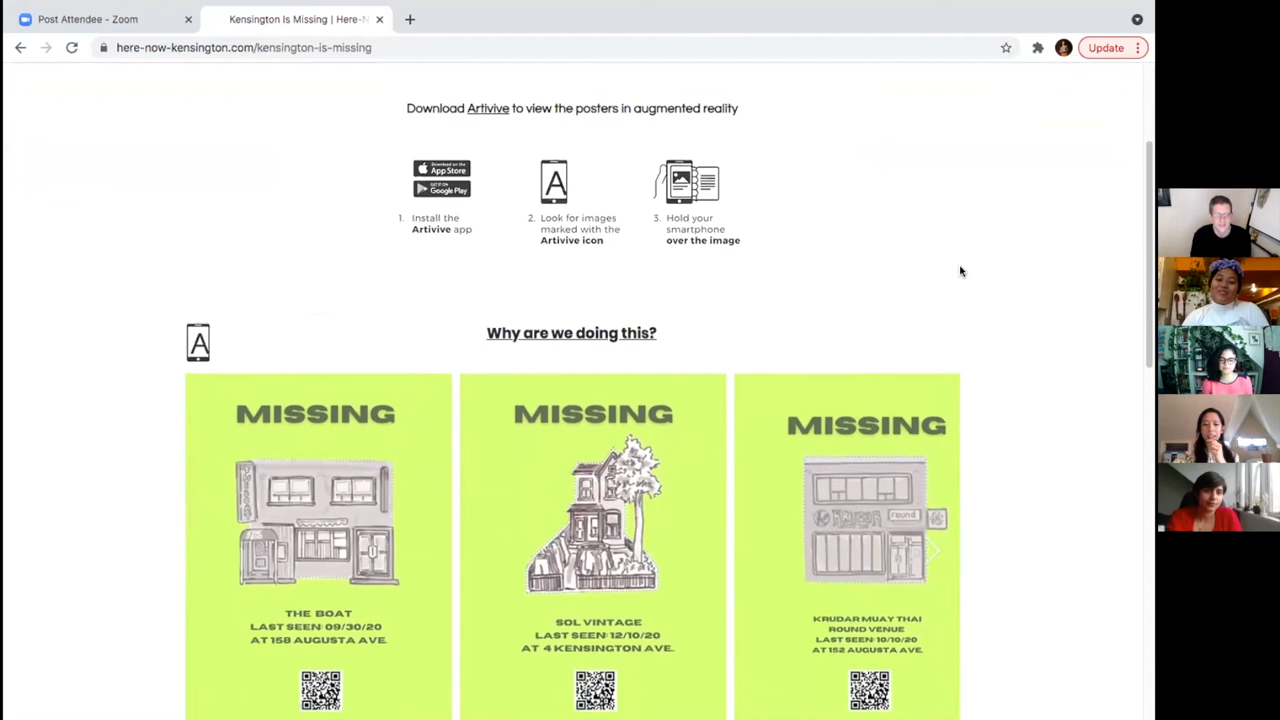 Post Attendee - Zoom
Kensington Is Missing | Here-N
here-now-kensington.com/kensington-is-missing
Update
Download Artivive to view the posters in augmented reality
Download on the
App Store
GET IT ON
Google Play
A
1. Install the
Artivive app
2. Look for images
marked with the
Artivive icon
3. Hold your
smartphone
over the image
A
Why are we doing this?
MISSING
THE BOAT
LAST SEEN: 09/30/20
AT 158 AUGUSTA AVE.
MISSING
SOL VINTAGE
LAST SEEN: 12/10/20
AT 4 KENSINGTON AVE.
MISSING
round
KRUDAR MUAY THAI
ROUND VENUE
LAST SEEN: 10/10/20
AT 152 AUGUSTA AVE.